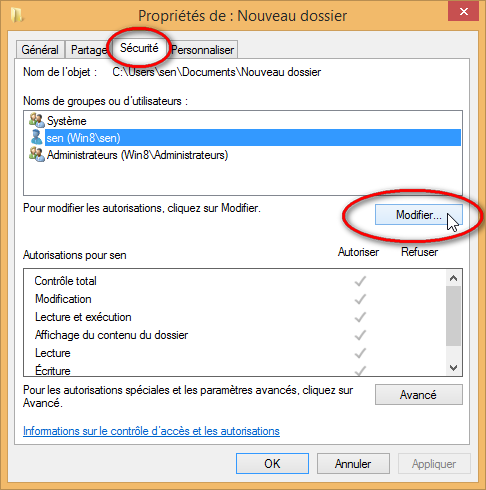 Propriétés de : Nouveau dossier
Général Partage Sécurité Personnaliser
Nom de l'objet : C:\Users\sen\Documents\Nouveau dossier
Noms de groupes ou d'utilisateurs :
Système
sen (Win8\sen)
Administrateurs (Win8\Administrateurs)
Pour modifier les autorisations, cliquez sur Modifier.
Modifier...
Autorisations pour sen Autoriser Refuser
Contrôle total
Modification
Lecture et exécution
Affichage du contenu du dossier
Lecture
Écriture
Pour les autorisations spéciales et les paramètres avancés, cliquez sur
Avancé.
Avancé
Informations sur le contrôle d'accès et les autorisations
OK Annuler Appliquer